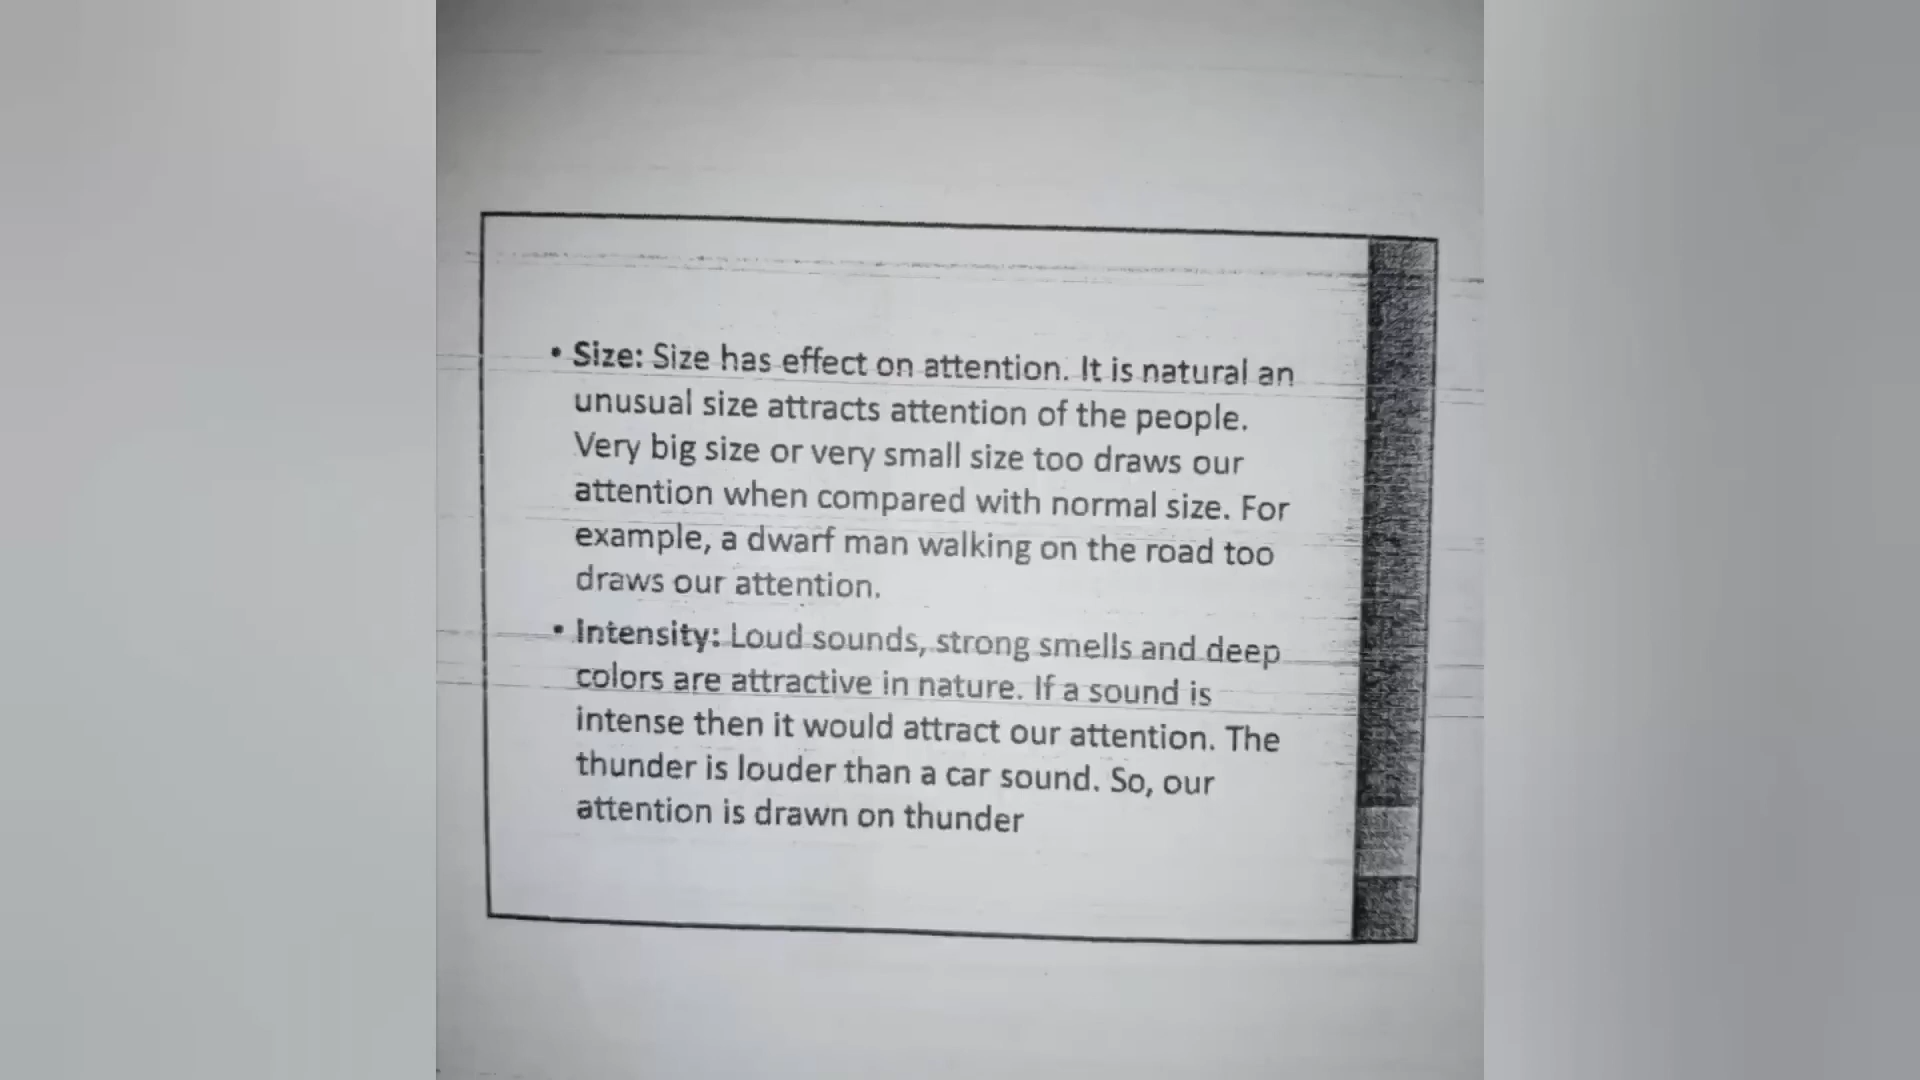 • Size: Size has effect on attention. It is natural an
unusual size attracts attention of the people.
Very big size or very small size too draws our
attention when compared with normal size. For
example, a dwarf man walking on the road too
draws our attention.
• Intensity: Loud sounds, strong smells and deep
colors are attractive in nature. If a sound is
intense then it would attract our attention. The
thunder is louder than a car sound. So, our
attention is drawn on thunder